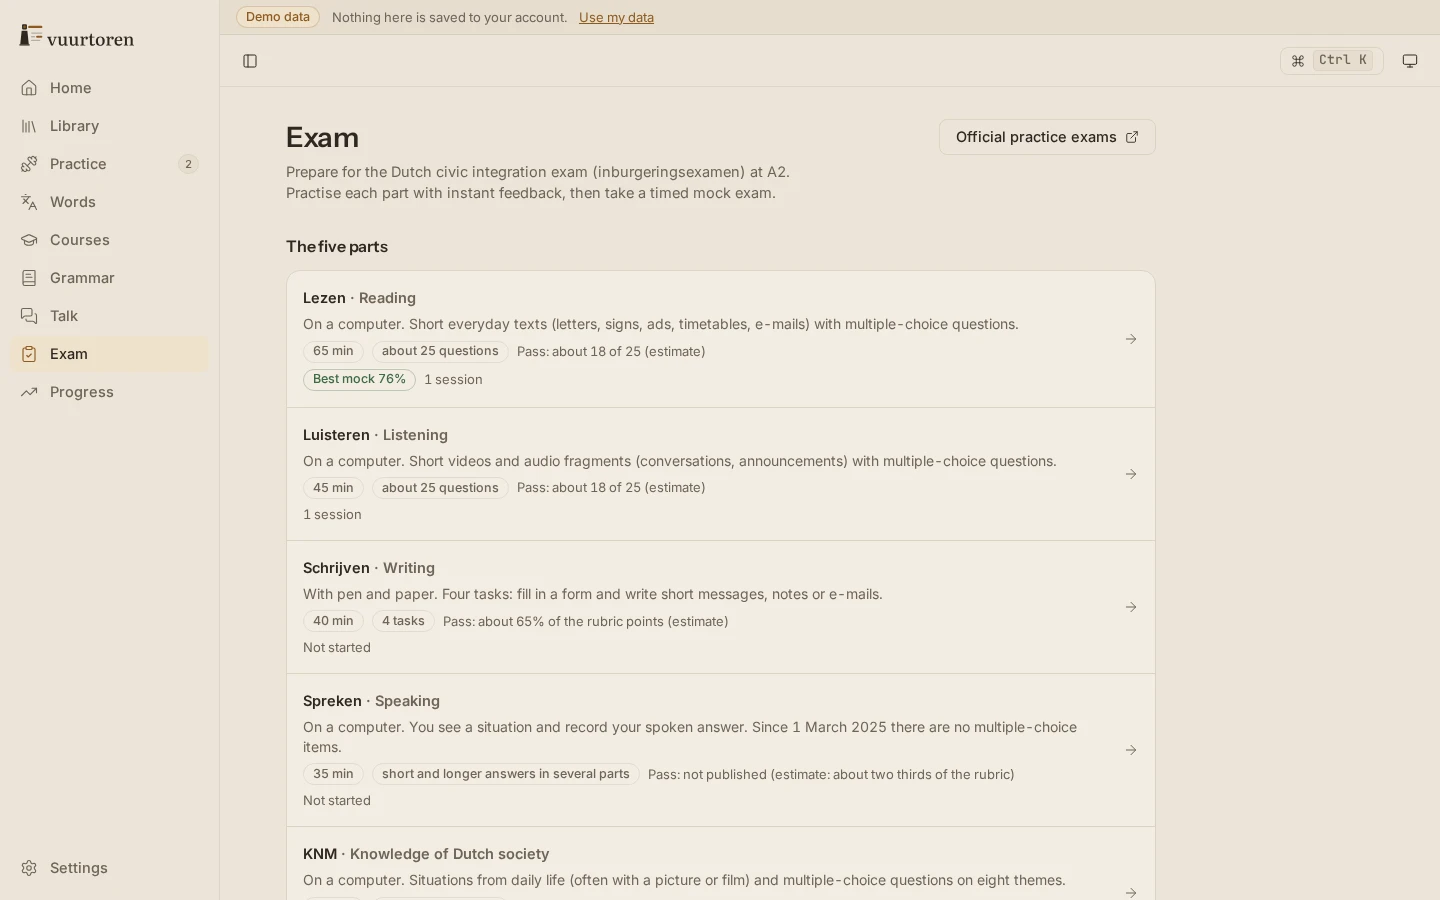 Demo data Nothing here is saved to your account. Use my data
vuurtoren
Ctrl K
Home
Library
Practice 2
Words
Courses
Grammar
Talk
Exam
Progress
Settings
Exam
Official practice exams
Prepare for the Dutch civic integration exam (inburgeringsexamen) at A2.
Practise each part with instant feedback, then take a timed mock exam.
The five parts
Lezen · Reading
On a computer. Short everyday texts (letters, signs, ads, timetables, e-mails) with multiple-choice questions.
65 min about 25 questions Pass: about 18 of 25 (estimate)
Best mock 76% 1 session
Luisteren · Listening
On a computer. Short videos and audio fragments (conversations, announcements) with multiple-choice questions.
45 min about 25 questions Pass: about 18 of 25 (estimate)
1 session
Schrijven · Writing
With pen and paper. Four tasks: fill in a form and write short messages, notes or e-mails.
40 min 4 tasks Pass: about 65% of the rubric points (estimate)
Not started
Spreken · Speaking
On a computer. You see a situation and record your spoken answer. Since 1 March 2025 there are no multiple-choice
items.
35 min short and longer answers in several parts Pass: not published (estimate: about two thirds of the rubric)
Not started
KNM · Knowledge of Dutch society
On a computer. Situations from daily life (often with a picture or film) and multiple-choice questions on eight themes.